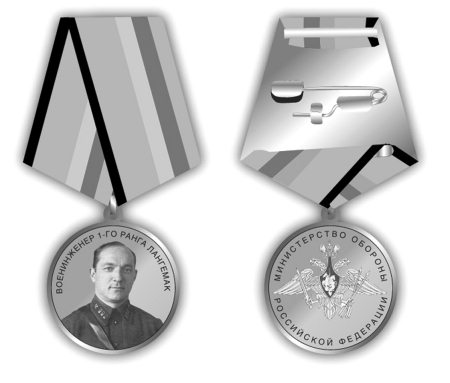 ВОЕНИНЖЕНЕР 1-ГО РАНГА ЛАНГЕМАК
МИНИСТЕРСТВО ОБОРОНЫ
РОССИЙСКОЙ ФЕДЕРАЦИИ